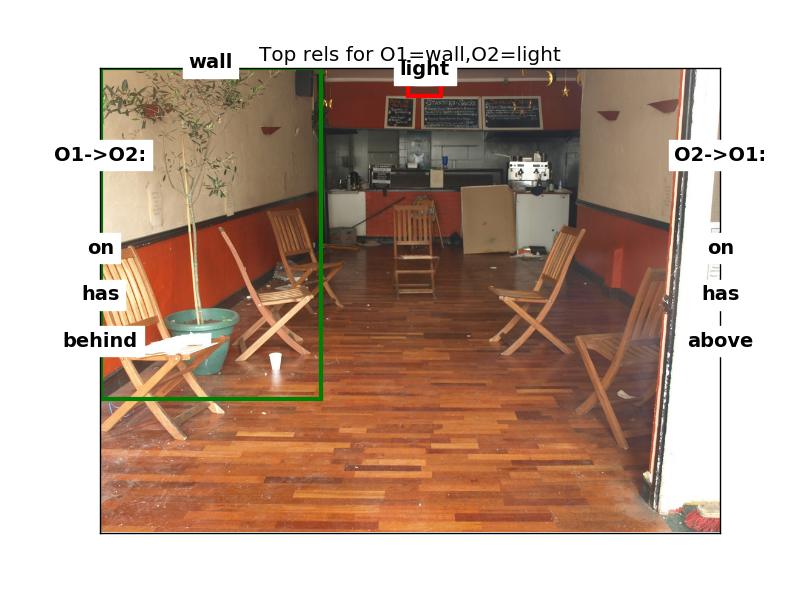 Top rels for O1=wall,O2=light
wall
light
O1->O2:
O2->O1:
on
on
has
has
behind
above